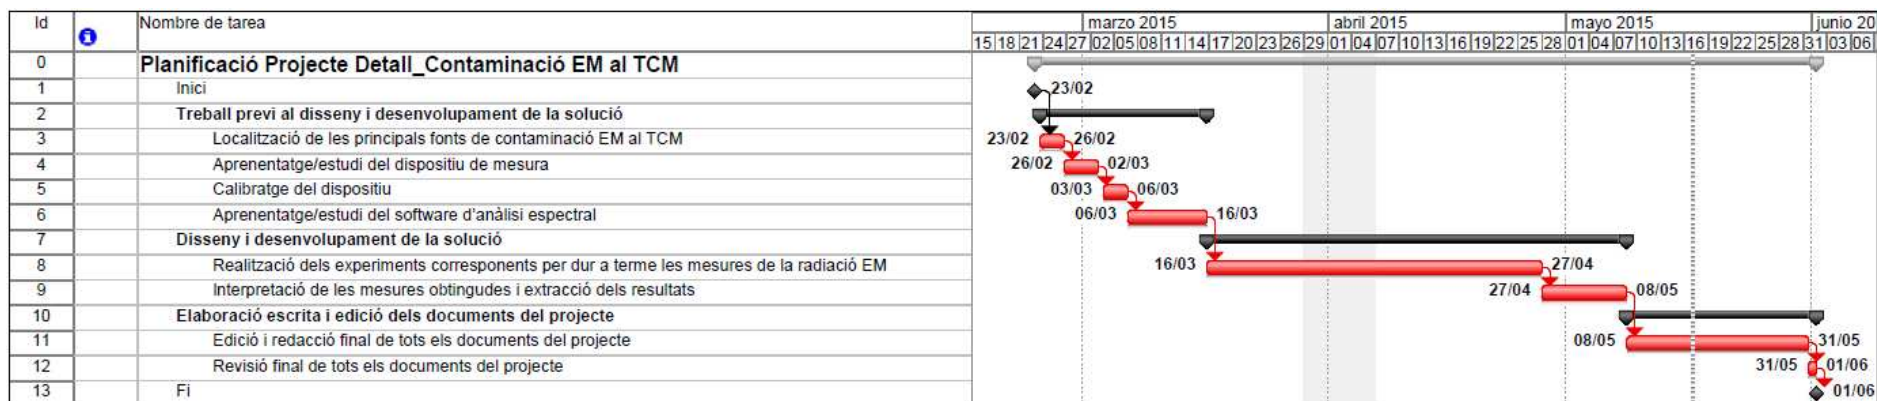 Id Nombre de tarea marzo 2015 abril 2015 mayo 2015 junio 20
15 18 21 24 27 02 05 08 11 14 17 20 23 26 29 01 04 07 10 13 16 19 22 25 28 01 04 07 10 13 16 19 22 25 28 31 03 06
0 Planificació Projecte Detall_Contaminació EM al TCM
1 Inici 23/02
2 Treball previ al disseny i desenvolupament de la solució
3 Localització de les principals fonts de contaminació EM al TCM 23/02 26/02
4 Aprenentatge/estudi del dispositiu de mesura 26/02 02/03
5 Calibratge del dispositiu 03/03 06/03
6 Aprenentatge/estudi del software d'anàlisi espectral 06/03 16/03
7 Disseny i desenvolupament de la solució
8 Realització dels experiments corresponents per dur a terme les mesures de la radiació EM 16/03 27/04
9 Interpretació de les mesures obtingudes i extracció dels resultats 27/04 08/05
10 Elaboració escrita i edició dels documents del projecte
11 Edició i redacció final de tots els documents del projecte 08/05 31/05
12 Revisió final de tots els documents del projecte 31/05 01/06
13 Fi 01/06